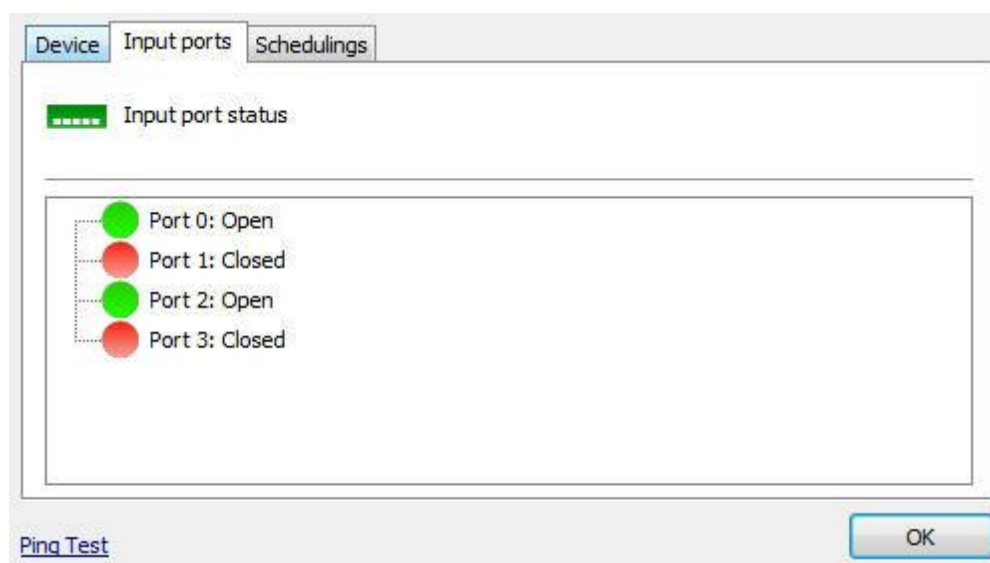 Device Input ports Schedulings
Input port status
Port 0: Open
Port 1: Closed
Port 2: Open
Port 3: Closed
Ping Test
OK